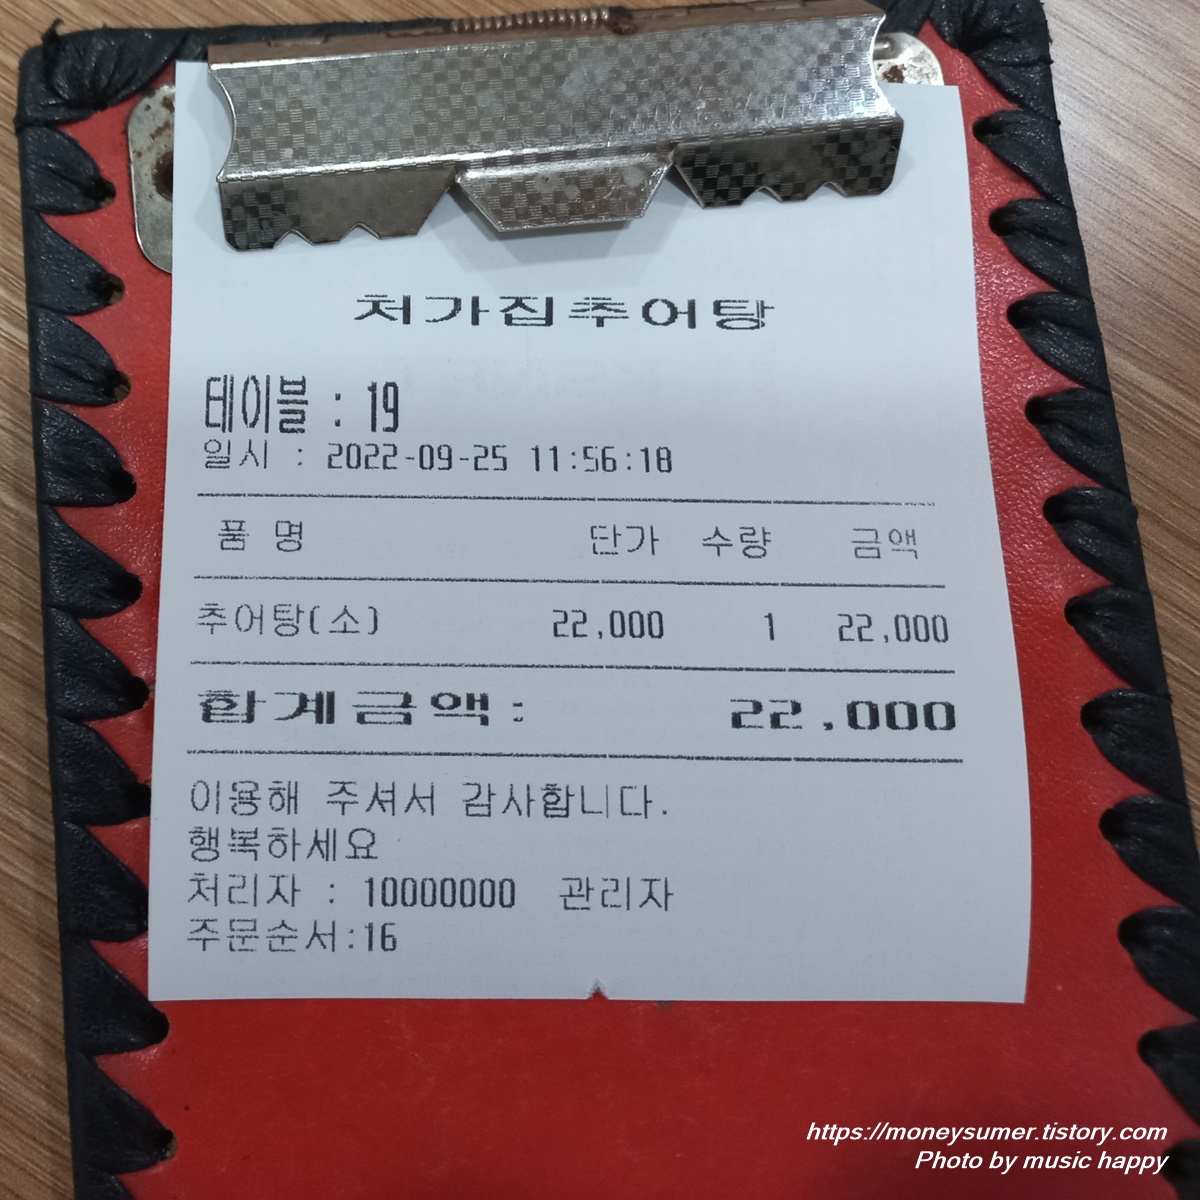 처가집추어탕
테이블 : 19
일시 : 2022-09-25 11:56:18
품 명 단가 수량 금액
추어탕(소) 22,000 1 22,000
합계금액: 22,000
이용해 주셔서 감사합니다.
행복하세요
처리자 : 10000000 관리자
주문순서:16
https://moneysumer.tistory.com
Photo by music happy